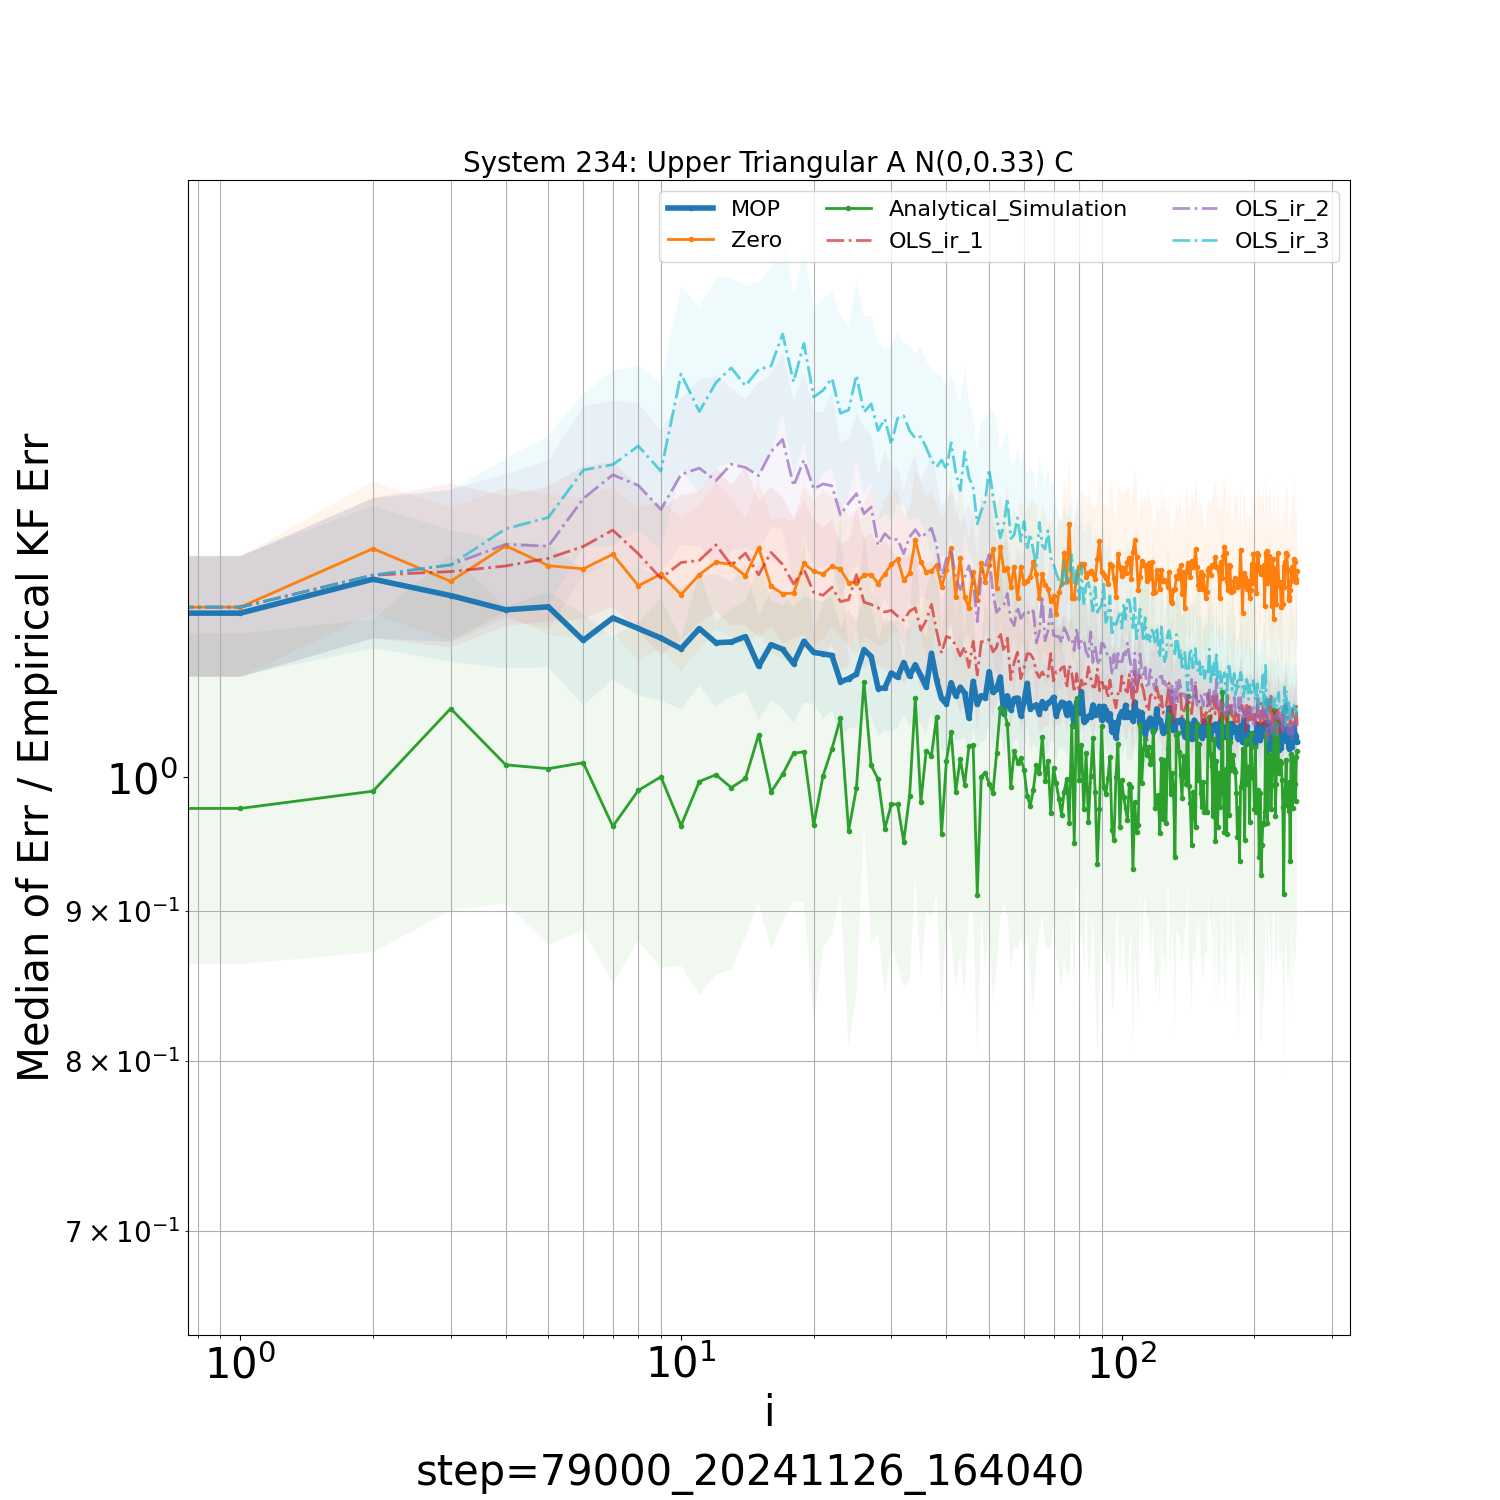 System 234: Upper Triangular A N(0,0.33) C
MOP
Zero
Analytical_Simulation
OLS_ir_1
OLS_ir_2
OLS_ir_3
Median of Err / Empirical KF Err
10⁰
9 × 10⁻¹
8 × 10⁻¹
7 × 10⁻¹
10⁰ 10¹ 10²
i
step=79000_20241126_164040